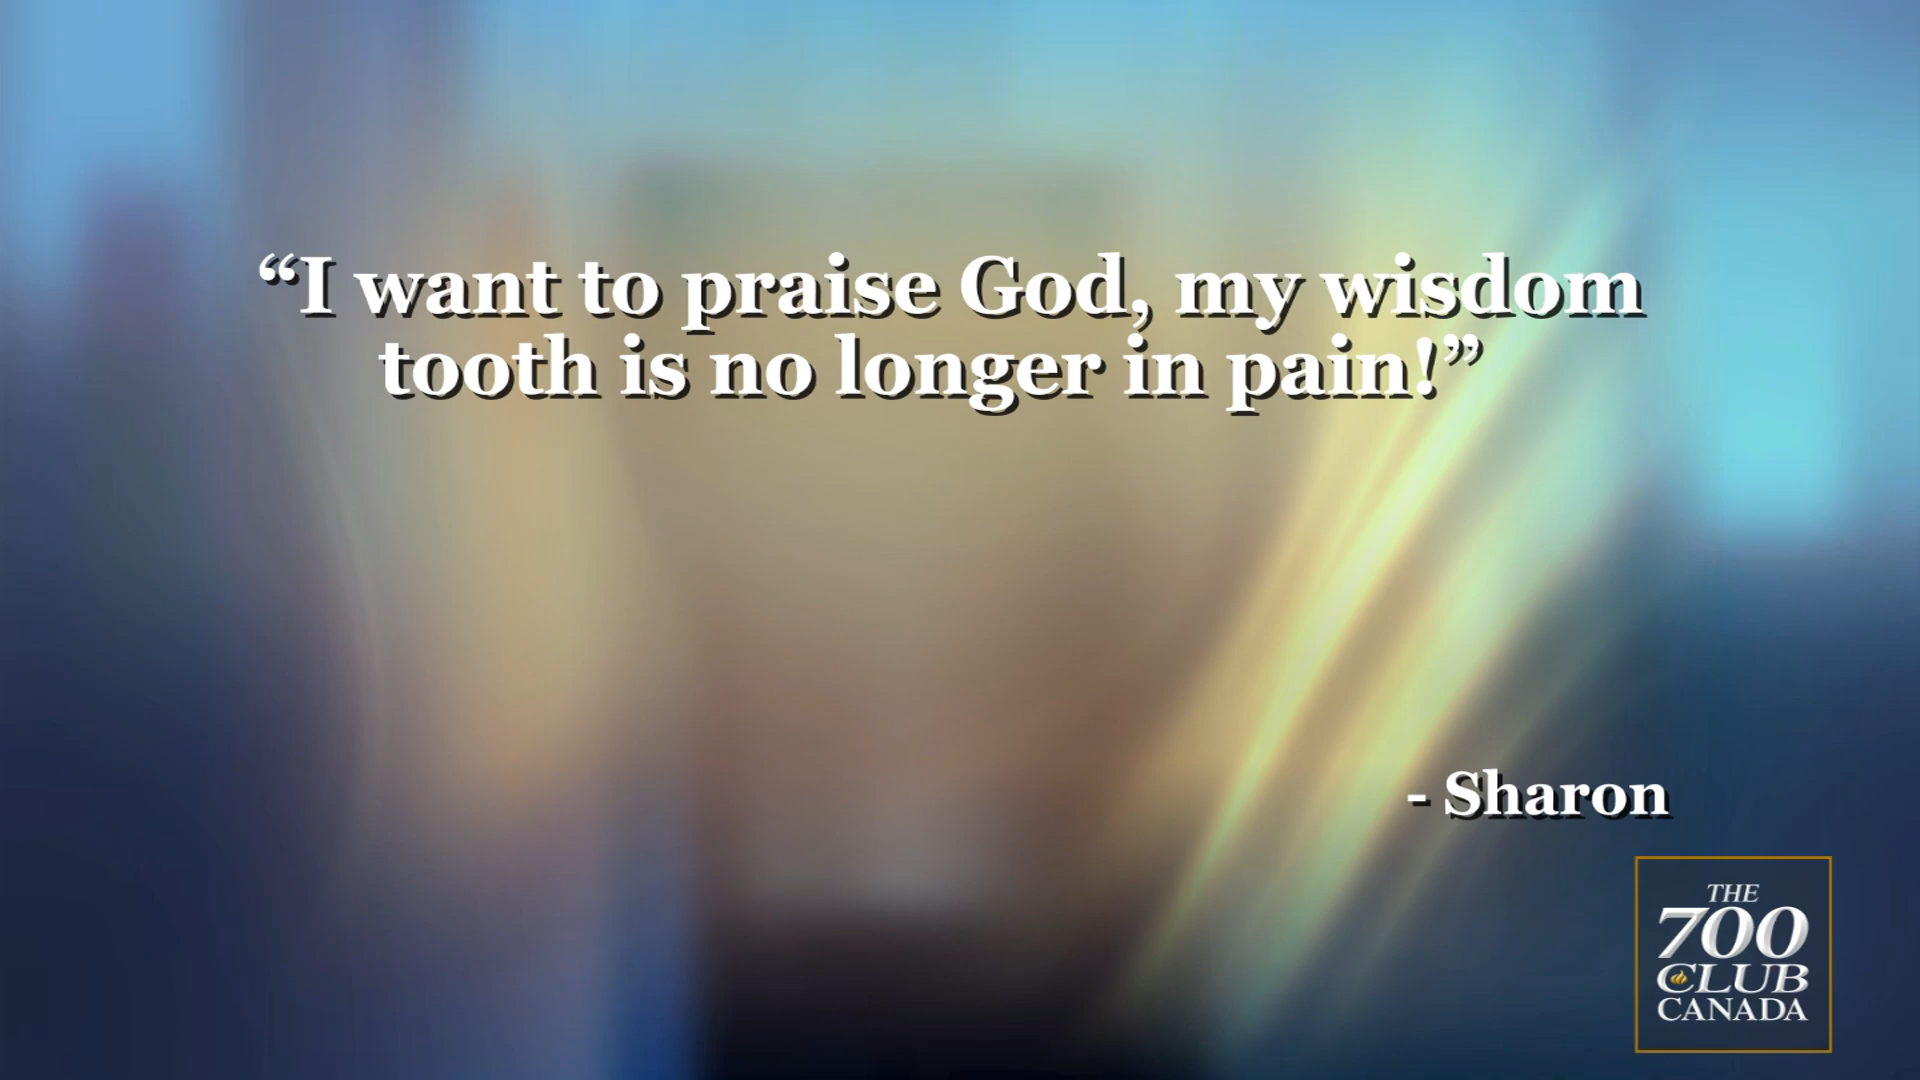 “I want to praise God, my wisdom
tooth is no longer in pain!”
- Sharon
THE
700
CLUB
CANADA